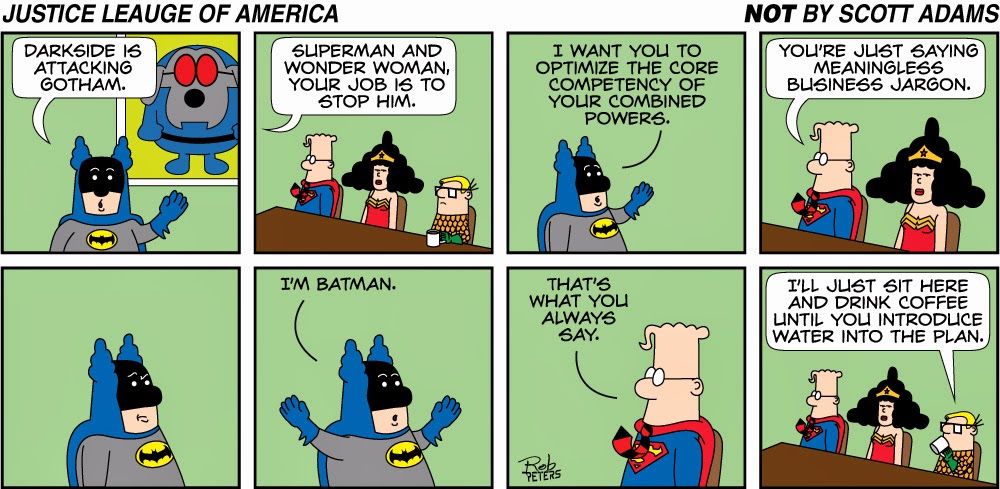 JUSTICE LEAUGE OF AMERICA
NOT BY SCOTT ADAMS
DARKSIDE IS
ATTACKING
GOTHAM.
SUPERMAN AND
WONDER WOMAN,
YOUR JOB IS TO
STOP HIM.
I WANT YOU TO
OPTIMIZE THE CORE
COMPETENCY OF
YOUR COMBINED
POWERS.
YOU'RE JUST SAYING
MEANINGLESS
BUSINESS JARGON.
I'M BATMAN.
THAT'S
WHAT YOU
ALWAYS
SAY.
Rob
PETERS
I'LL JUST SIT HERE
AND DRINK COFFEE
UNTIL YOU INTRODUCE
WATER INTO THE PLAN.